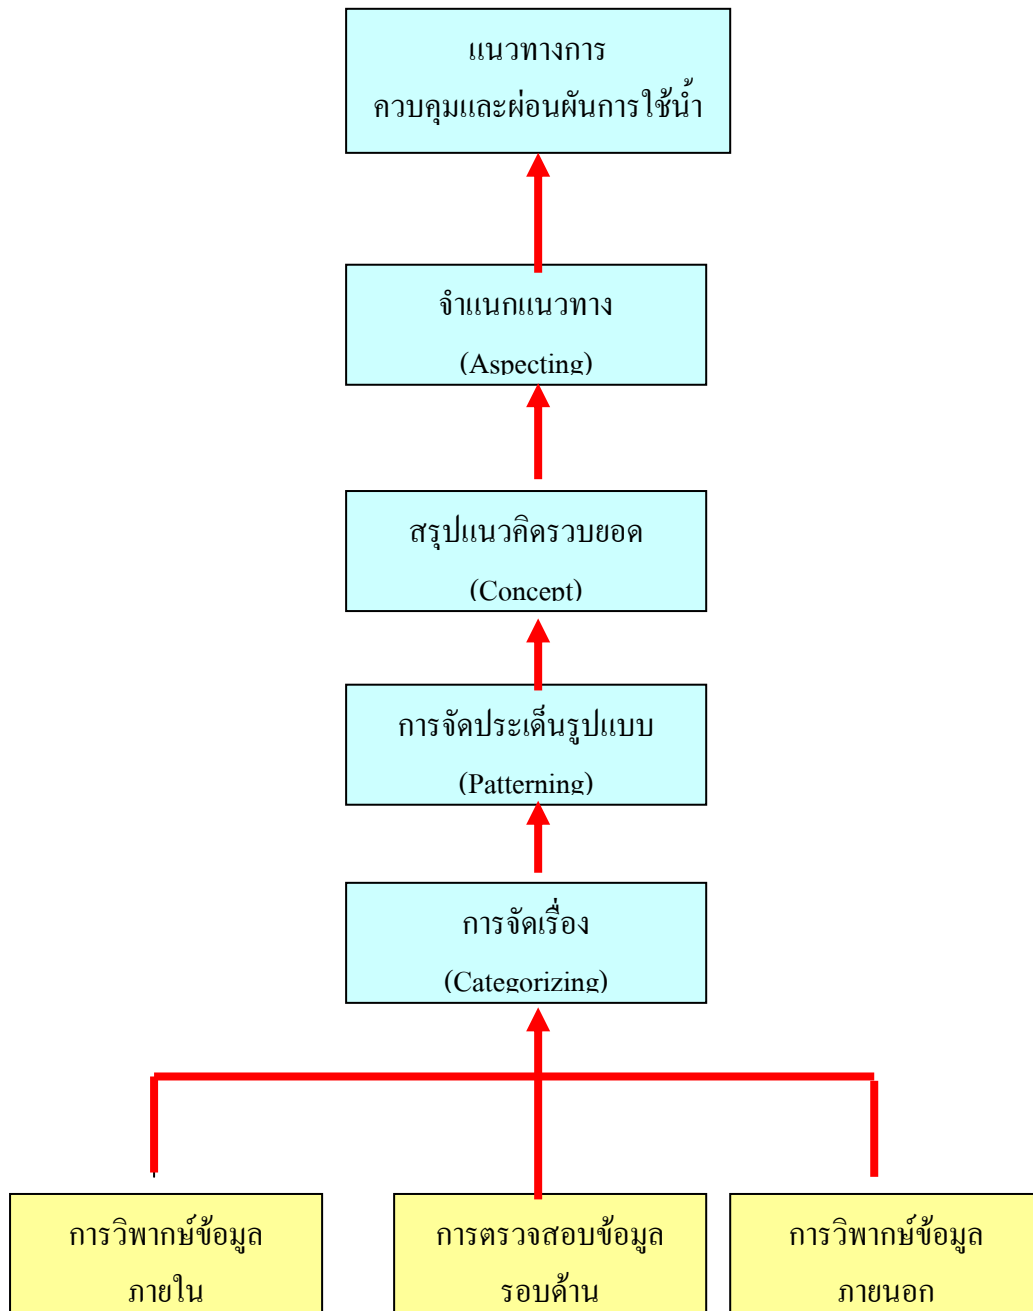 แนวทางการ
ควบคุมและผ่อนผันการใช้น้ำ
จำแนกแนวทาง
(Aspecting)
สรุปแนวคิดรวบยอด
(Concept)
การจัดประเด็นรูปแบบ
(Patterning)
การจัดเรื่อง
(Categorizing)
การวิพากษ์ข้อมูล
ภายใน
การตรวจสอบข้อมูล
รอบด้าน
การวิพากษ์ข้อมูล
ภายนอก